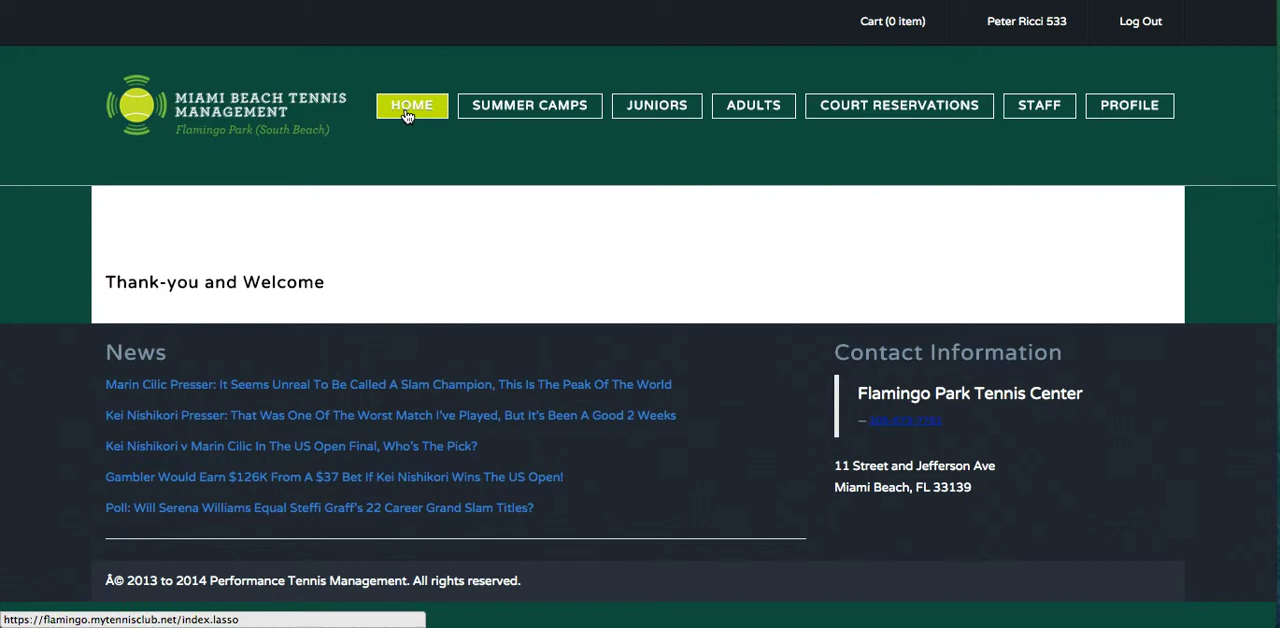 Cart (0 item)
Peter Ricci 533
Log Out
MIAMI BEACH TENNIS
MANAGEMENT
Flamingo Park (South Beach)
HOME
SUMMER CAMPS
JUNIORS
ADULTS
COURT RESERVATIONS
STAFF
PROFILE
Thank-you and Welcome
News
Marin Cilic Presser: It Seems Unreal To Be Called A Slam Champion, This Is The Peak Of The World
Kei Nishikori Presser: That Was One Of The Worst Match I've Played, But It's Been A Good 2 Weeks
Kei Nishikori v Marin Cilic In The US Open Final, Who's The Pick?
Gambler Would Earn $126K From A $37 Bet If Kei Nishikori Wins The US Open!
Poll: Will Serena Williams Equal Steffi Graff's 22 Career Grand Slam Titles?
Contact Information
Flamingo Park Tennis Center
—
11 Street and Jefferson Ave
Miami Beach, FL 33139
Â© 2013 to 2014 Performance Tennis Management. All rights reserved.
https://flamingo.mytennisclub.net/index.lasso